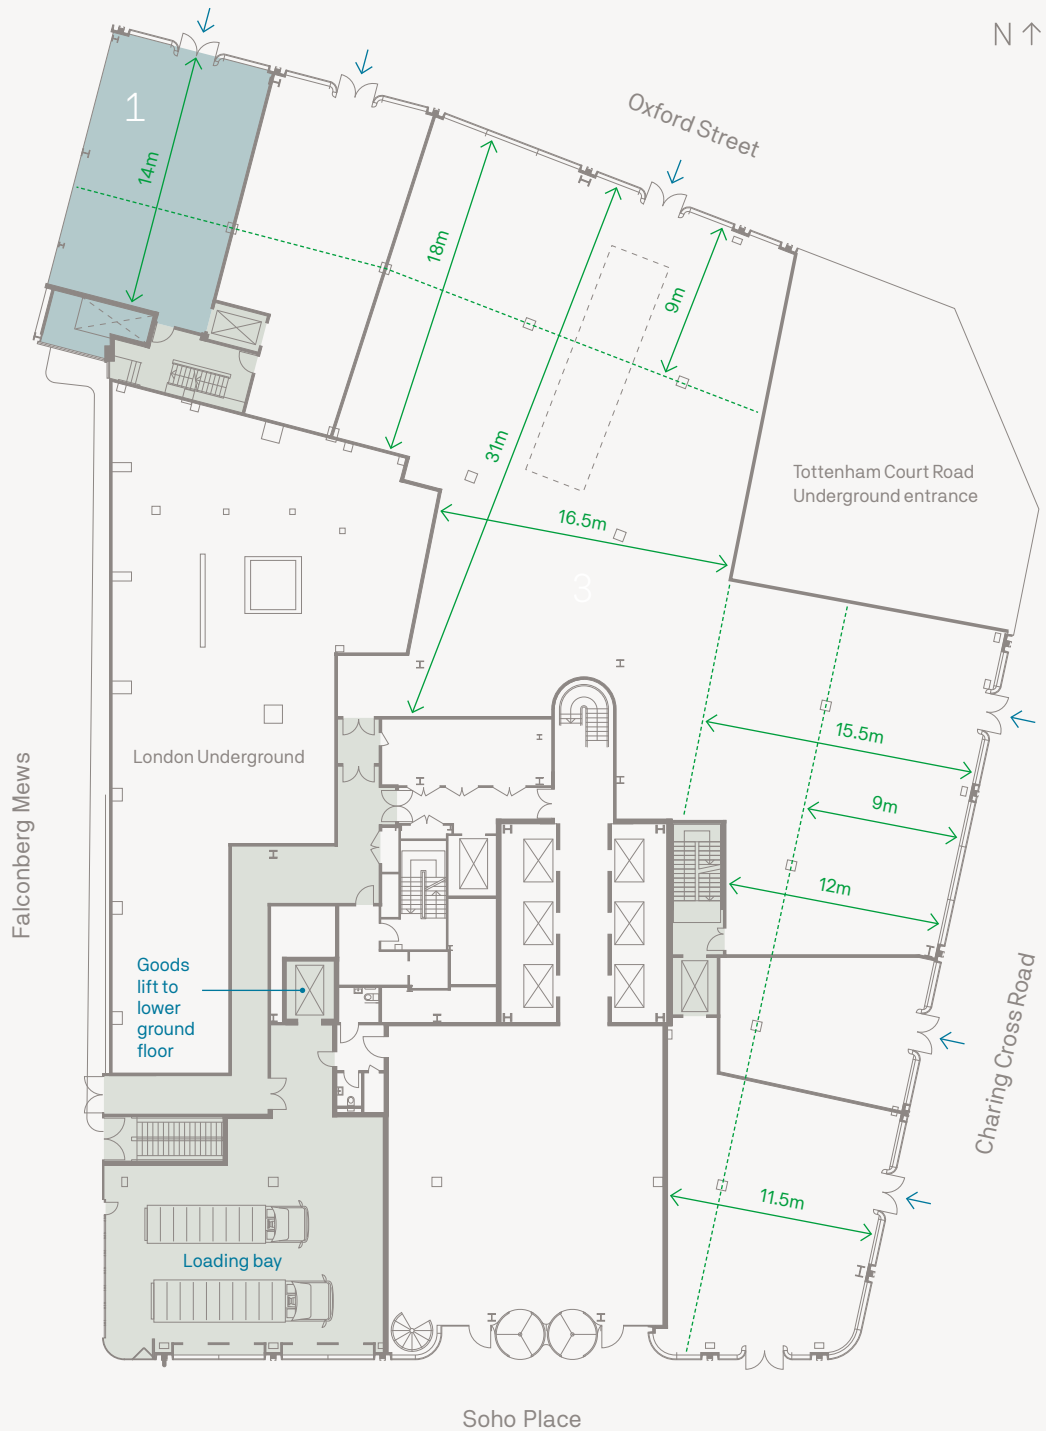 N ↑
Oxford Street
1
14m
18m
9m
31m
16.5m
Tottenham Court Road
Underground entrance
3
15.5m
9m
12m
London Underground
Falconberg Mews
Goods
lift to
lower
ground
floor
Charing Cross Road
11.5m
Loading bay
Soho Place